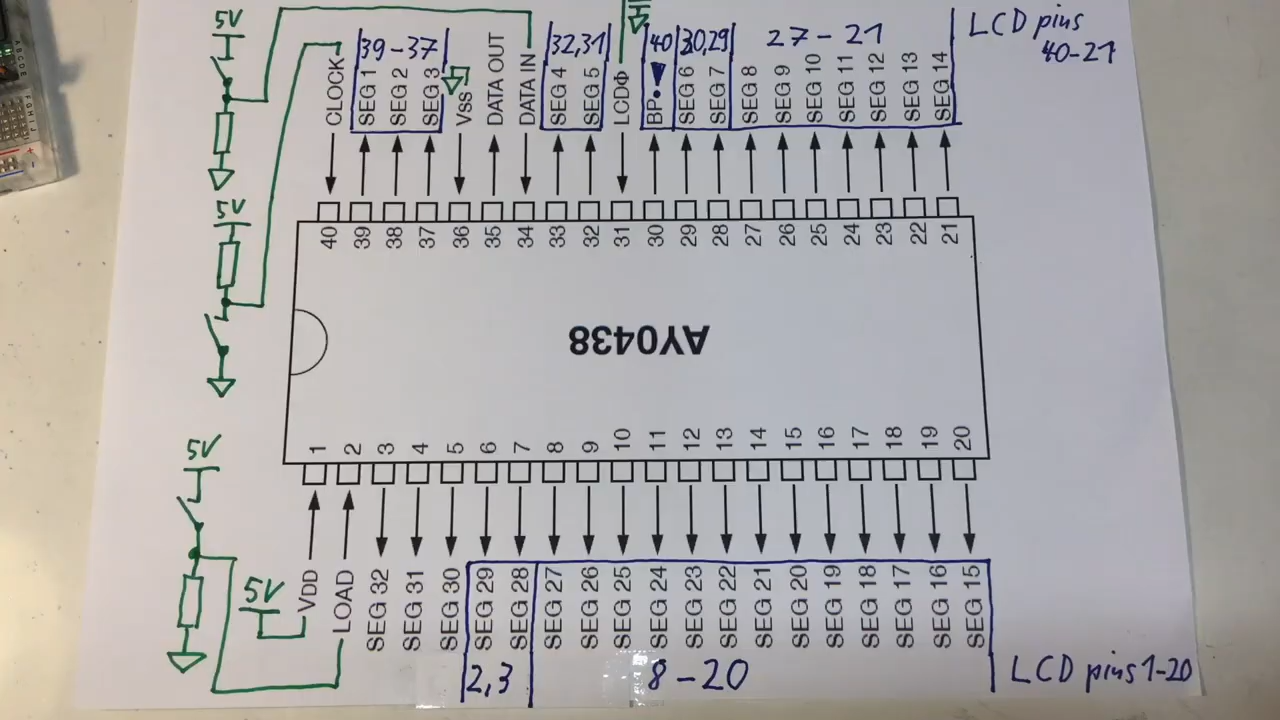 LCD pins
40-21
5V
39-37
32,31
40
30,29
27-21
CLOCK
SEG 1
SEG 2
SEG 3
VSS
DATA OUT
DATA IN
SEG 4
SEG 5
LCDΦ
BP
SEG 6
SEG 7
SEG 8
SEG 9
SEG 10
SEG 11
SEG 12
SEG 13
SEG 14
5V
40 39 38 37 36 35 34 33 32 31 30 29 28 27 26 25 24 23 22 21
AY0438
1 2 3 4 5 6 7 8 9 10 11 12 13 14 15 16 17 18 19 20
5V
5V
VDD
LOAD
SEG 32
SEG 31
SEG 30
SEG 29
SEG 28
SEG 27
SEG 26
SEG 25
SEG 24
SEG 23
SEG 22
SEG 21
SEG 20
SEG 19
SEG 18
SEG 17
SEG 16
SEG 15
2,3
8-20
LCD pins 1-20